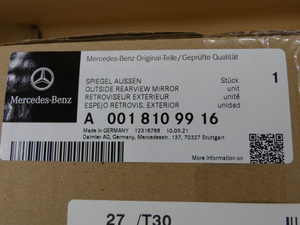 Mercedes-Benz Original-Teile/Geprüfte Qualität
SPIEGEL AUSSEN Stück 1
OUTSIDE REARVIEW MIRROR unit
RETROVISEUR EXTERIEUR unité
ESPEJO RETROVIS. EXTERIOR unidad
Mercedes-Benz
A 001 810 99 16
Made in GERMANY 12318788 10.09.21
Daimler AG, Germany, Mercedesstr. 137, 70327 Stuttgart
More information on
27 /T30